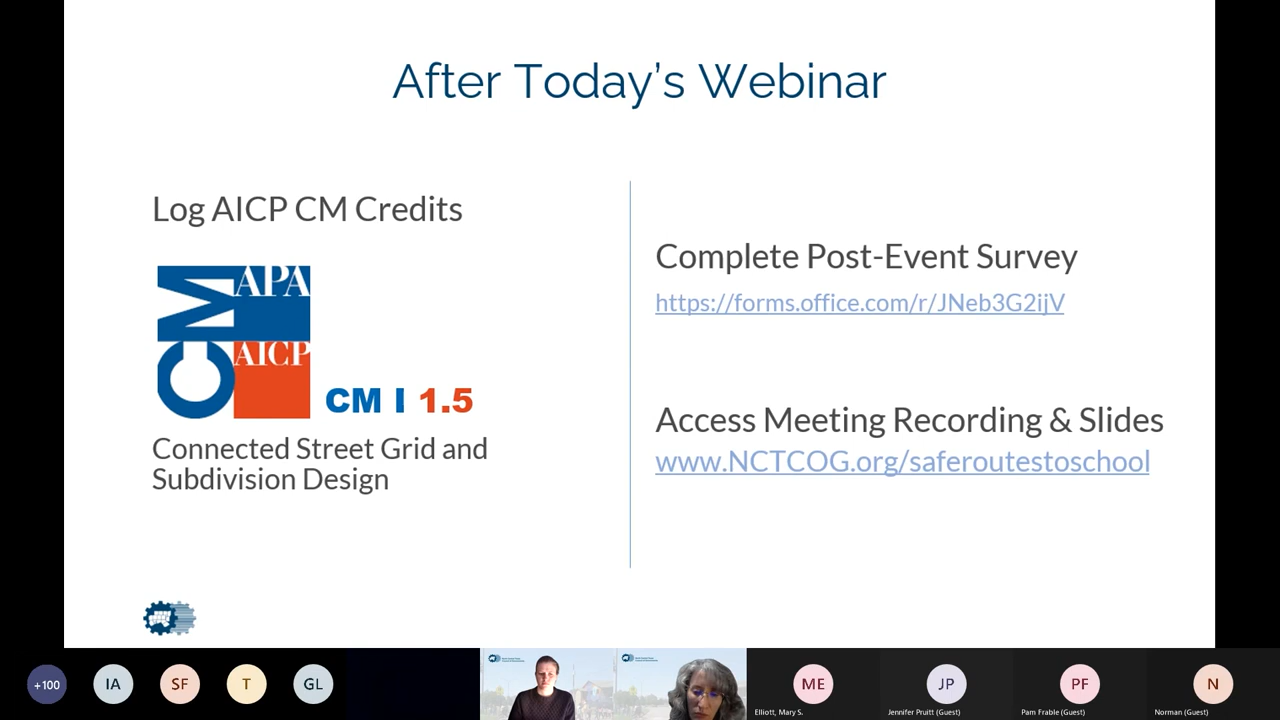 After Today's Webinar
Log AICP CM Credits
CM
APA
AICP
CM I 1.5
Connected Street Grid and
Subdivision Design
Complete Post-Event Survey
https://forms.office.com/r/JNeb3G2ijV
Access Meeting Recording & Slides
www.NCTCOG.org/saferoutestoschool
+100
IA
SF
T
GL
ME
JP
PF
N
Elliott, Mary S.
Jennifer Pruitt (Guest)
Pam Frable (Guest)
Norman (Guest)